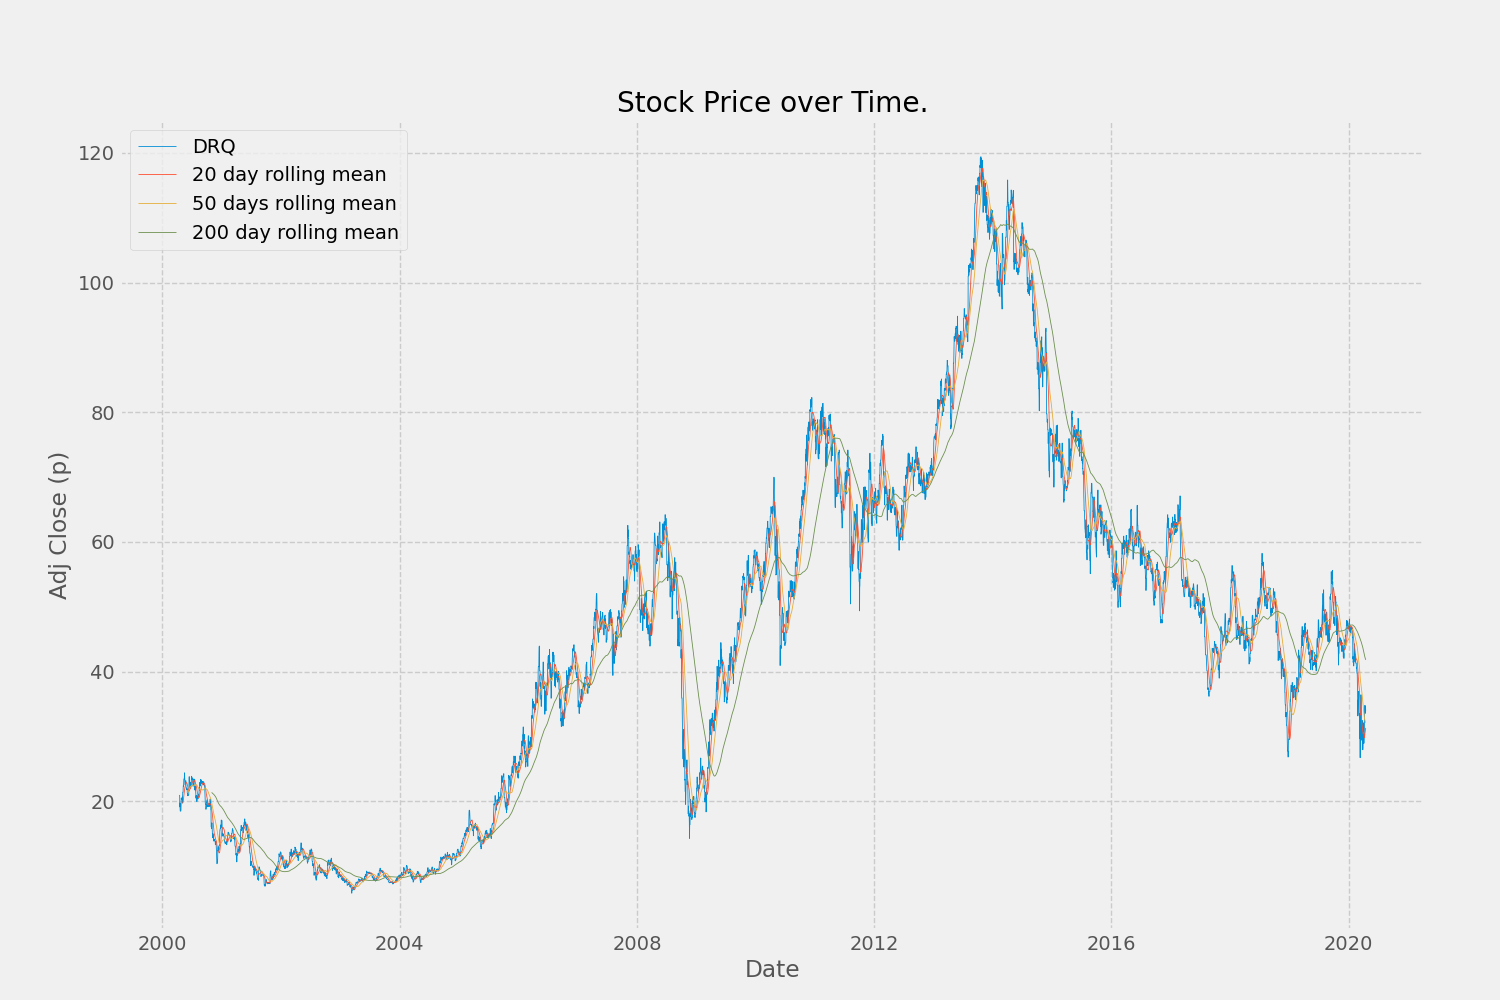 Stock Price over Time.
DRQ
20 day rolling mean
50 days rolling mean
200 day rolling mean
120
100
80
60
40
20
Adj Close (p)
2000 2004 2008 2012 2016 2020
Date